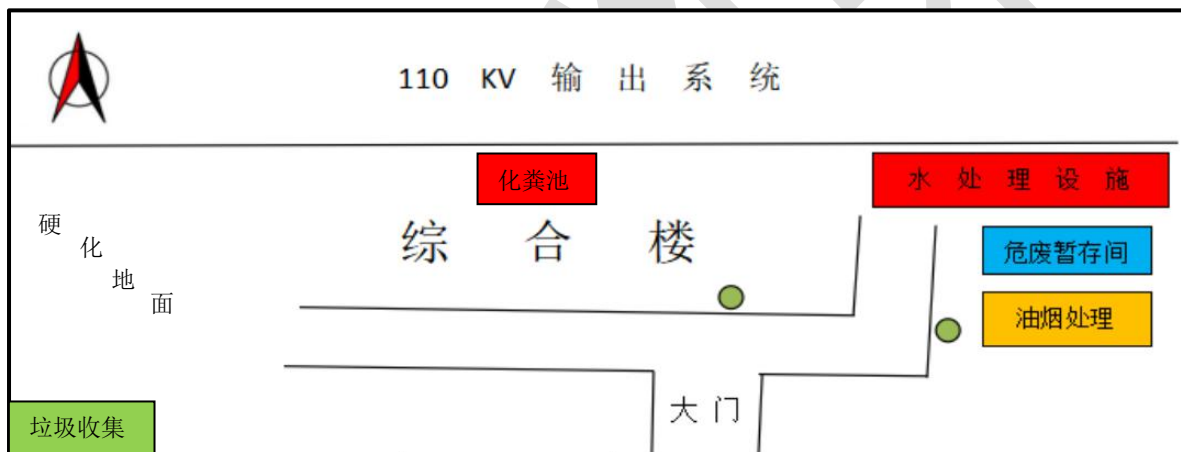 110 KV 输 出 系 统
化粪池
水 处 理 设 施
硬
化
地
面
综 合 楼
危废暂存间
油烟处理
大 门
垃圾收集